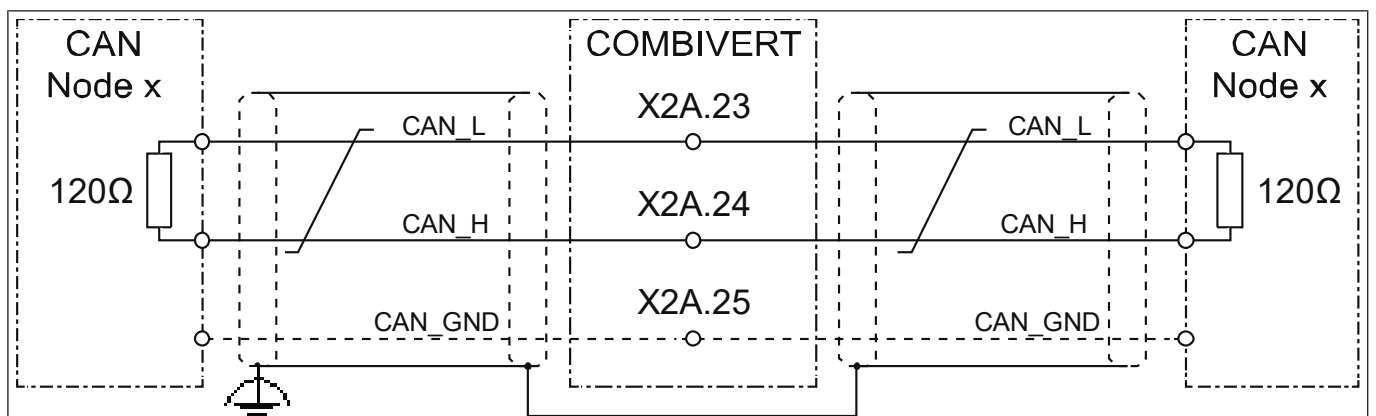 CAN
Node x
COMBIVERT
CAN
Node x
X2A.23
CAN_L
CAN_L
120Ω
X2A.24
120Ω
CAN_H
CAN_H
X2A.25
CAN_GND
CAN_GND